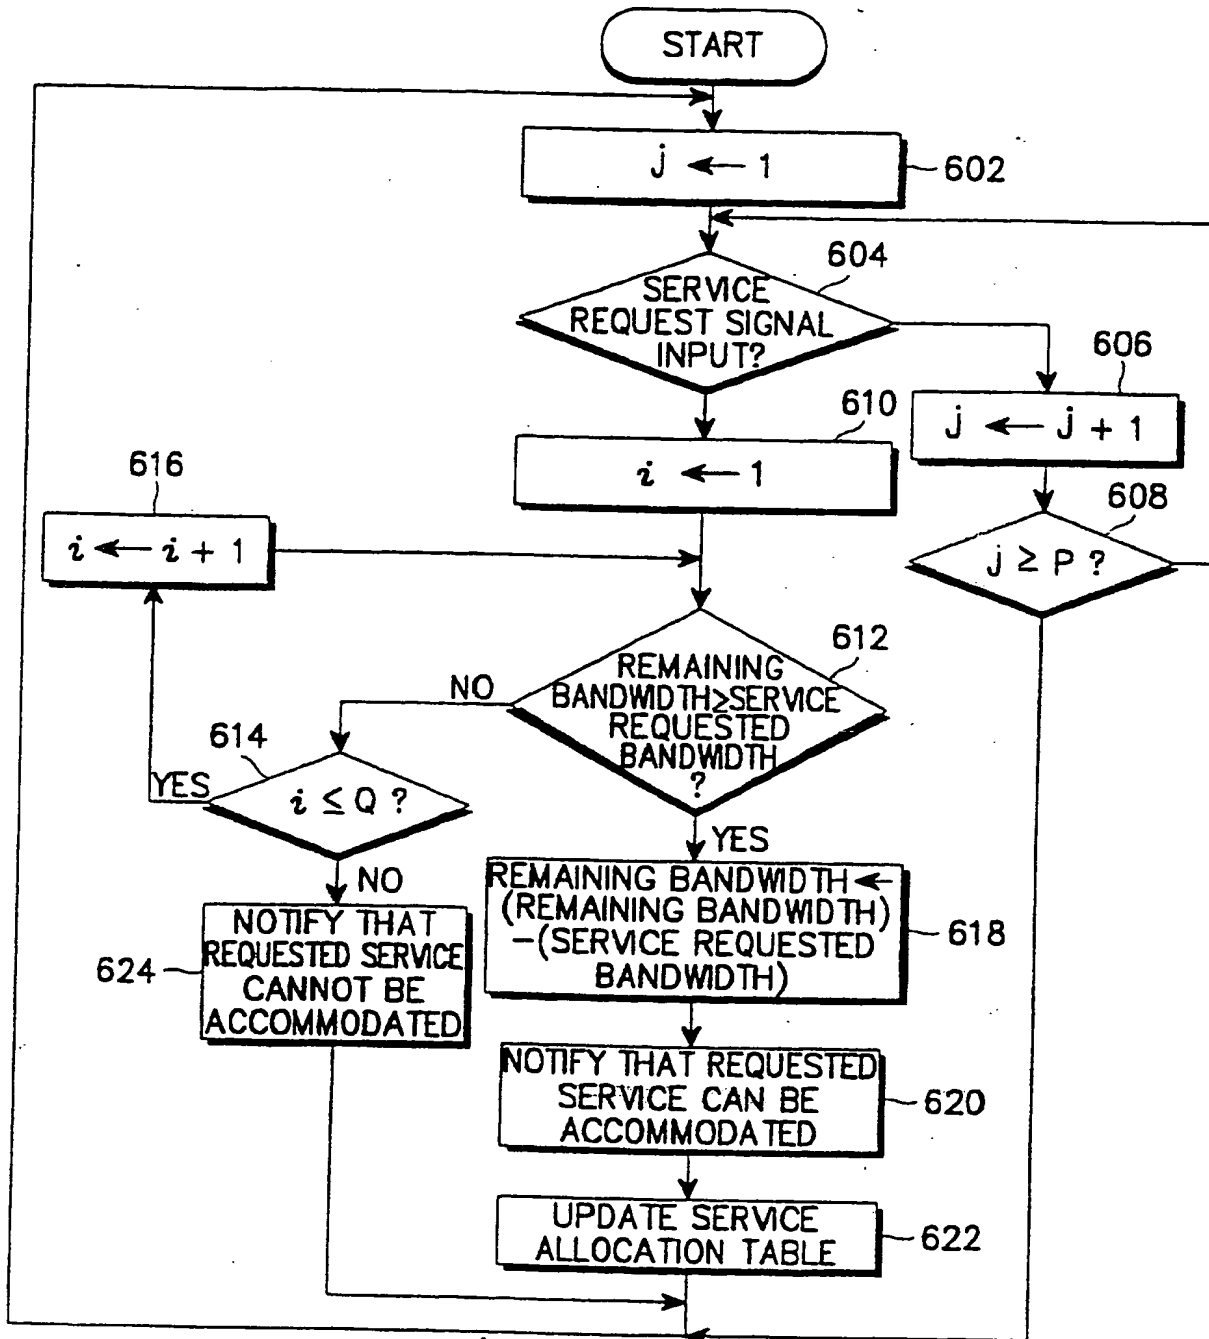 START
j ← 1
602
SERVICE
REQUEST SIGNAL
INPUT?
604
606
j ← j + 1
610
i ← 1
616
i ← i + 1
608
j ≥ P ?
612
REMAINING
BANDWIDTH≥SERVICE
REQUESTED
BANDWIDTH
?
NO
614
YES
i ≤ Q ?
YES
NO
REMAINING BANDWIDTH ←
(REMAINING BANDWIDTH)
−(SERVICE REQUESTED
BANDWIDTH)
618
NOTIFY THAT
REQUESTED SERVICE
CANNOT BE
ACCOMMODATED
624
NOTIFY THAT REQUESTED
SERVICE CAN BE
ACCOMMODATED
620
UPDATE SERVICE
ALLOCATION TABLE
622